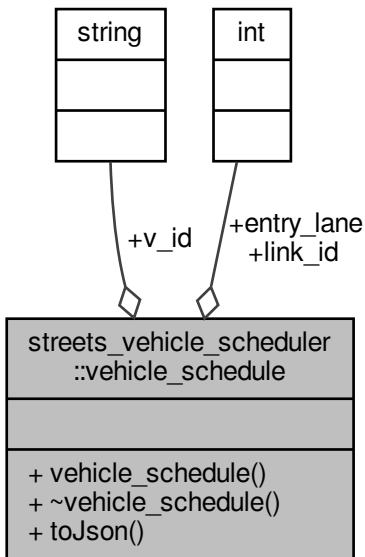 string
int
+v_id
+entry_lane
+link_id
streets_vehicle_scheduler
::vehicle_schedule
+ vehicle_schedule()
+ ~vehicle_schedule()
+ toJson()